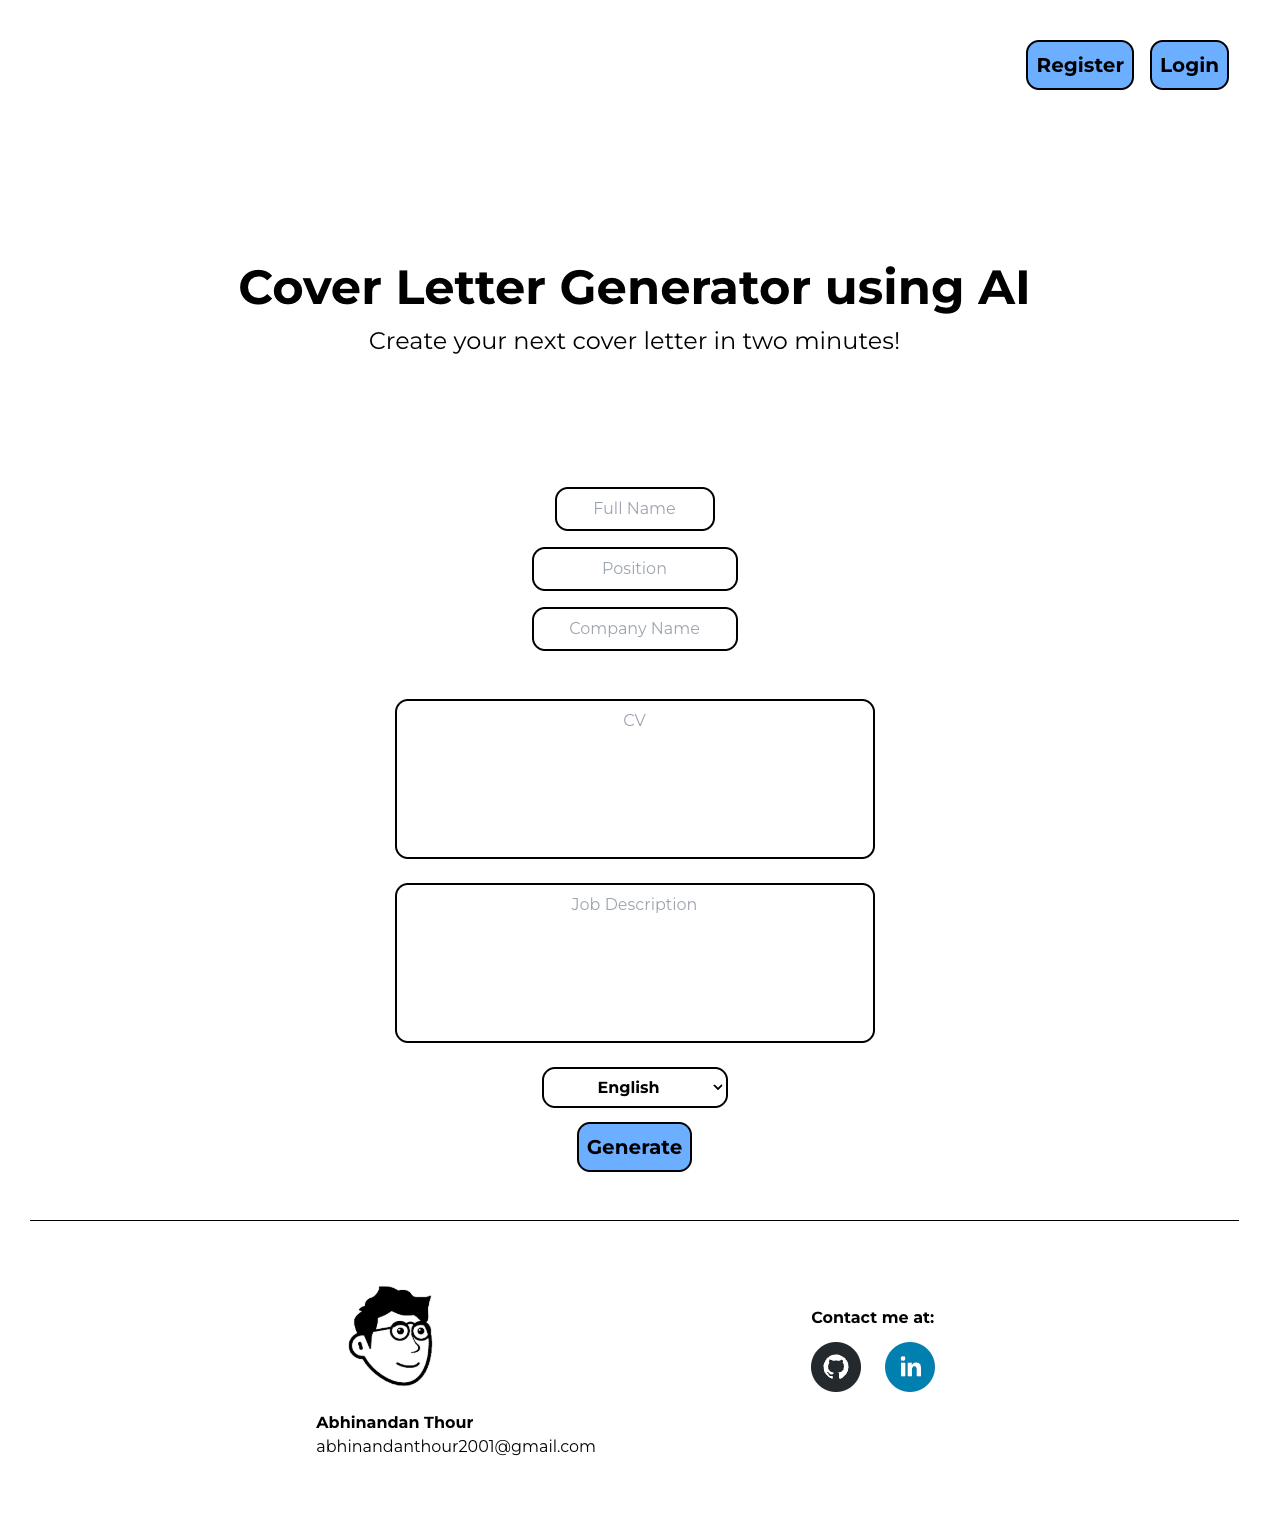 Register Login
Cover Letter Generator using AI
Create your next cover letter in two minutes!
Full Name
Position
Company Name
CV
Job Description
English
Generate
Contact me at:
in
Abhinandan Thour
abhinandanthour2001@gmail.com